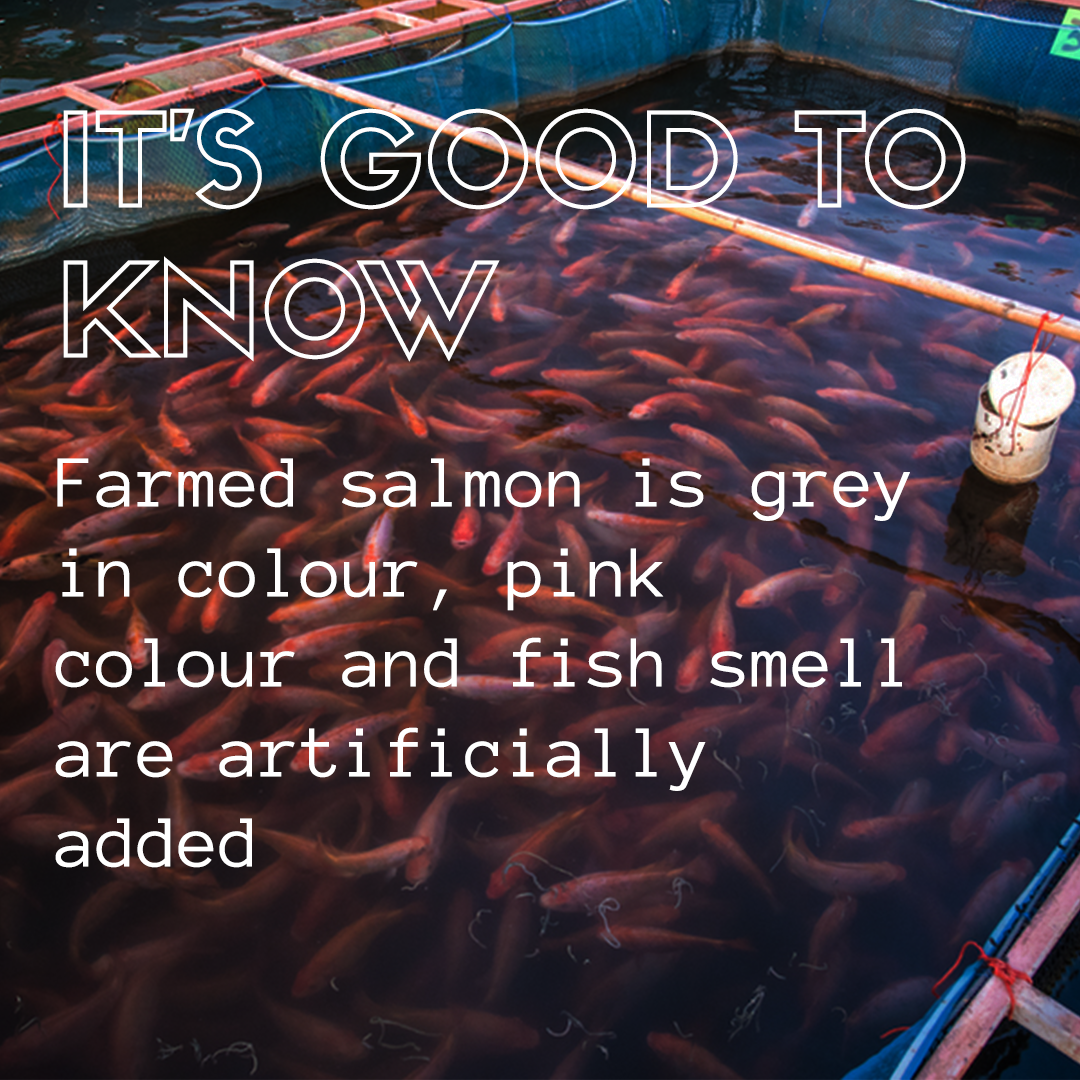 IT'S GOOD TO
KNOW
Farmed salmon is grey
in colour, pink
colour and fish smell
are artificially
added